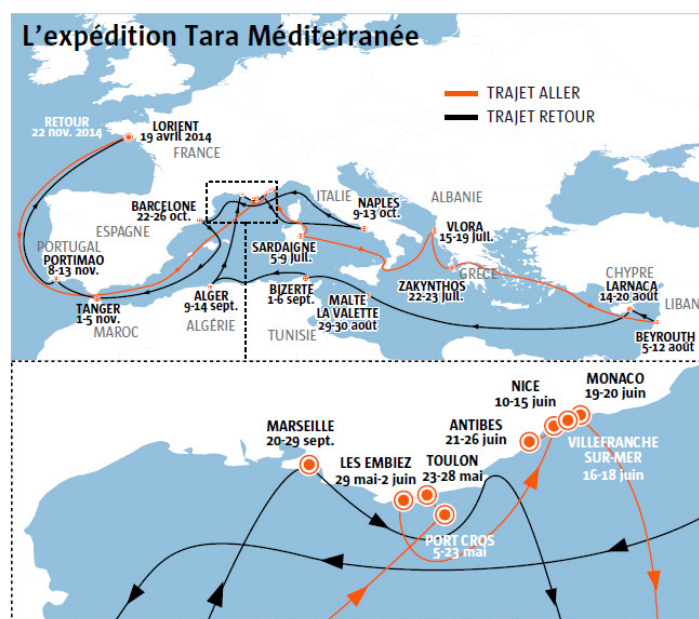 L'expédition Tara Méditerranée
TRAJET ALLER
TRAJET RETOUR
RETOUR
22 nov. 2014
LORIENT
19 avril 2014
FRANCE
BARCELONE
22-26 oct.
ITALIE
NAPLES
9-13 oct.
ALBANIE
VLORA
15-19 juil.
ESPAGNE
PORTUGAL
PORTIMAO
8-13 nov.
SARDAIGNE
5-9 juil.
ZAKYNTHOS
22-23 juil.
GRÈCE
CHYPRE
LARNACA
14-20 août
LIBAN
BEYROUTH
5-12 août
TANGER
1-5 nov.
MAROC
ALGER
9-14 sept.
ALGÉRIE
BIZERTE
1-6 sept.
TUNISIE
MALTE
LA VALETTE
29-30 août
MARSEILLE
20-29 sept.
LES EMBIEZ
29 mai-2 juin
TOULON
23-28 mai
PORT CROS
5-23 mai
ANTIBES
21-26 juin
NICE
10-15 juin
MONACO
19-20 juin
VILLEFRANCHE
SUR-MER
16-18 juin